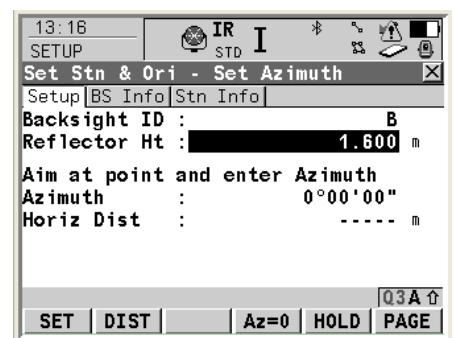 13:16
SETUP
IR
STD
I
Set Stn & Ori - Set Azimuth
X
Setup BS Info Stn Info
Backsight ID : B
Reflector Ht : 1.600 m
Aim at point and enter Azimuth
Azimuth : 0°00'00"
Horiz Dist : ----- m
Q3 A ⇧
SET DIST Az=0 HOLD PAGE